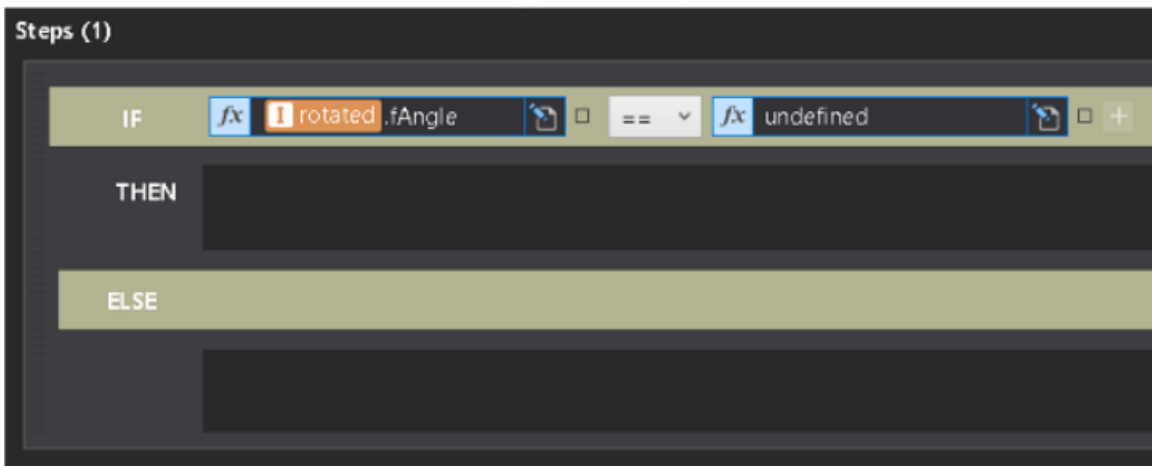 Steps (1)
IF fx I rotated .fAngle == fx undefined +
THEN
ELSE